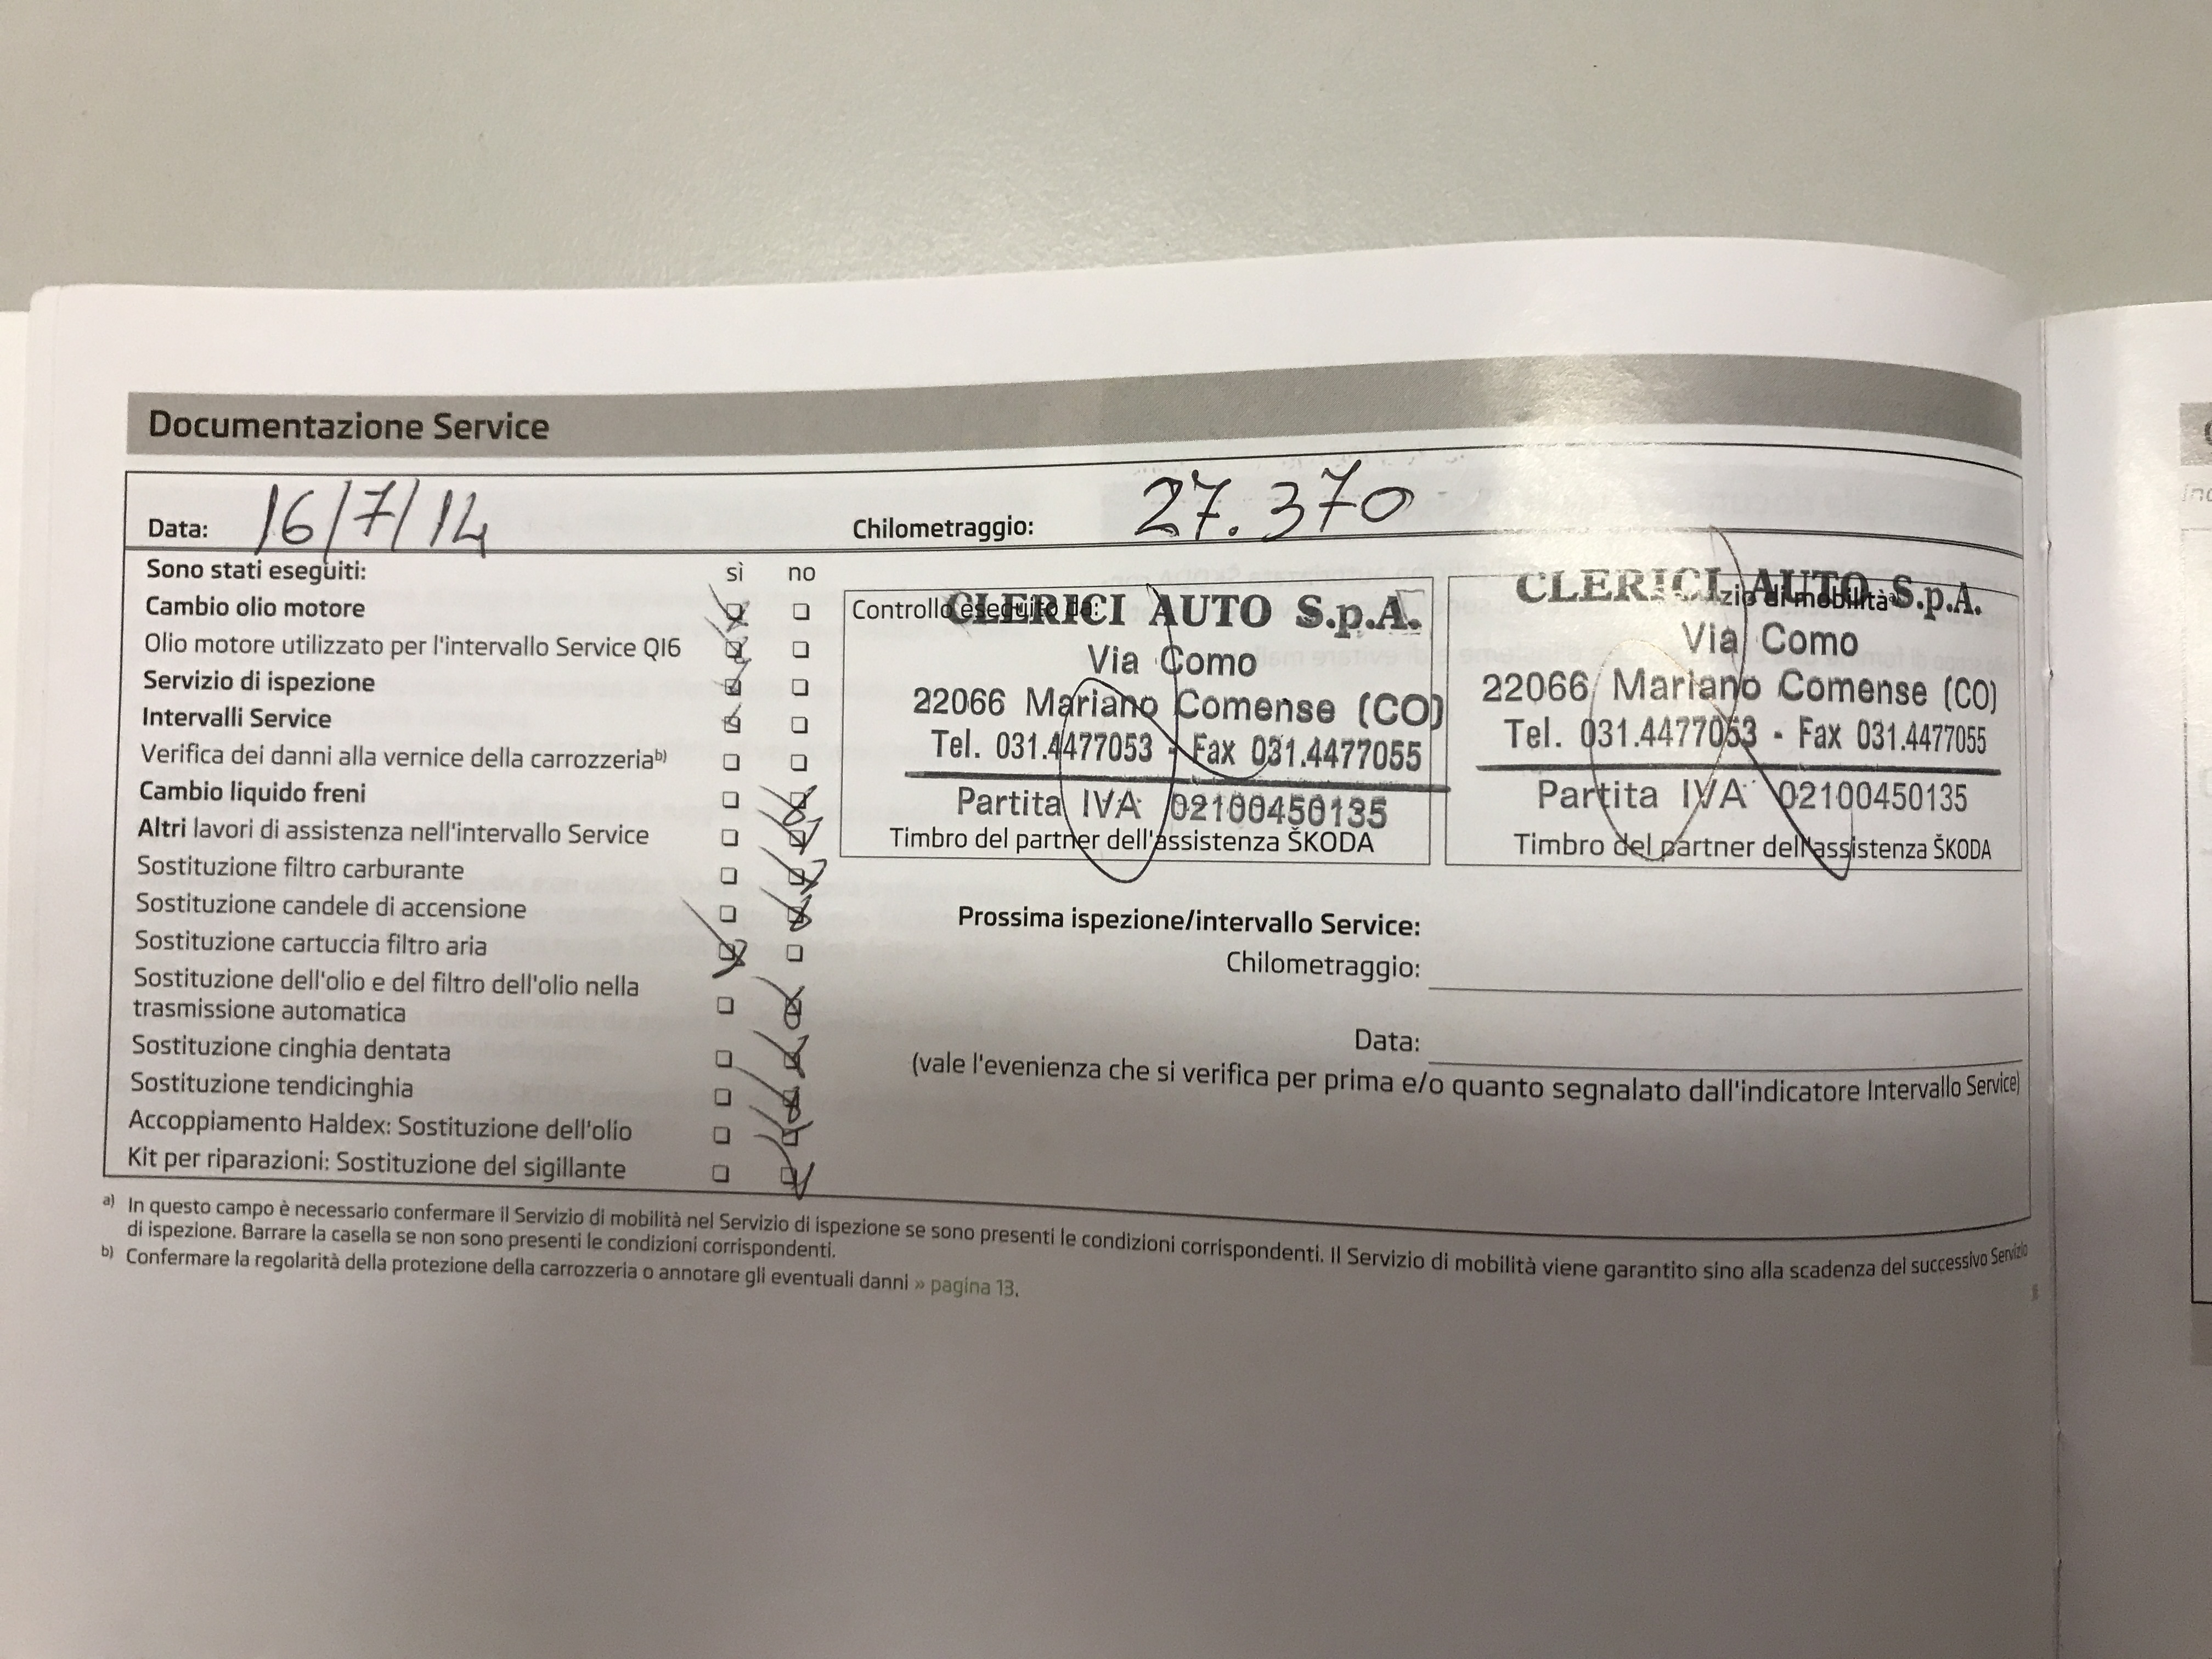 Documentazione Service
Data: 16/7/14 Chilometraggio: 27.370
Sono stati eseguiti: sì no
Cambio olio motore
Olio motore utilizzato per l'intervallo Service QI6
Servizio di ispezione
Intervalli Service
Verifica dei danni alla vernice della carrozzeria b)
Cambio liquido freni
Altri lavori di assistenza nell'intervallo Service
Sostituzione filtro carburante
Sostituzione candele di accensione
Sostituzione cartuccia filtro aria
Sostituzione dell'olio e del filtro dell'olio nella
trasmissione automatica
Sostituzione cinghia dentata
Sostituzione tendicinghia
Accoppiamento Haldex: Sostituzione dell'olio
Kit per riparazioni: Sostituzione del sigillante
Controllo eseguito da:
CLERICI AUTO S.p.A.
Via Como
22066 Mariano Comense (CO)
Tel. 031.4477053 - Fax 031.4477055
Partita IVA 02100450135
Timbro del partner dell'assistenza ŠKODA
di mobilità
CLERICI AUTO S.p.A.
Via Como
22066 Mariano Comense (CO)
Tel. 031.4477053 - Fax 031.4477055
Partita IVA 02100450135
Timbro del partner dell'assistenza ŠKODA
Prossima ispezione/intervallo Service:
Chilometraggio:
Data:
(vale l'evenienza che si verifica per prima e/o quanto segnalato dall'indicatore Intervallo Service)
a) In questo campo è necessario confermare il Servizio di mobilità nel Servizio di ispezione se sono presenti le condizioni corrispondenti. Il Servizio di mobilità viene garantito sino alla scadenza del successivo Servizio
di ispezione. Barrare la casella se non sono presenti le condizioni corrispondenti.
b) Confermare la regolarità della protezione della carrozzeria o annotare gli eventuali danni » pagina 13.